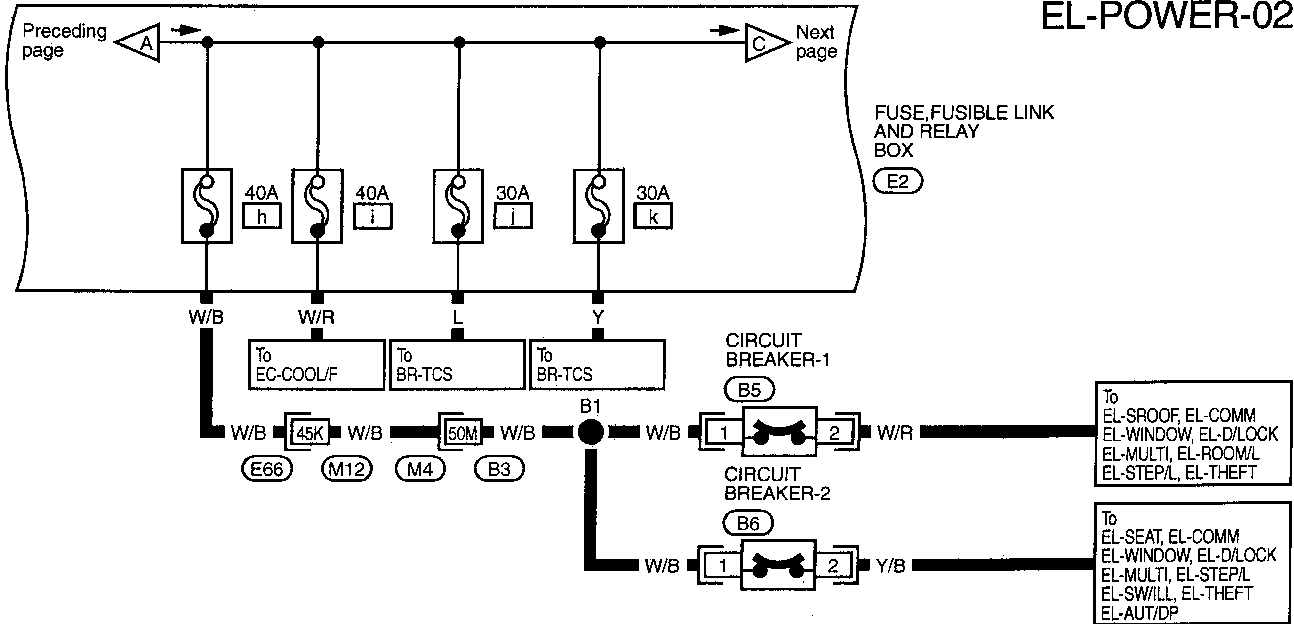 EL-POWER-02
Preceding
page
A
C
Next
page
FUSE,FUSIBLE LINK
AND RELAY
BOX
E2
40A
h
40A
i
30A
j
30A
k
W/B
W/R
L
Y
To
EC-COOL/F
To
BR-TCS
To
BR-TCS
CIRCUIT
BREAKER-1
B5
B1
W/B
45K
W/B
50M
W/B
W/B
1
2
W/R
E66
M12
M4
B3
To
EL-SROOF, EL-COMM
EL-WINDOW, EL-D/LOCK
EL-MULTI, EL-ROOM/L
EL-STEP/L, EL-THEFT
CIRCUIT
BREAKER-2
B6
W/B
1
2
Y/B
To
EL-SEAT, EL-COMM
EL-WINDOW, EL-D/LOCK
EL-MULTI, EL-STEP/L
EL-SW/ILL, EL-THEFT
EL-AUT/DP